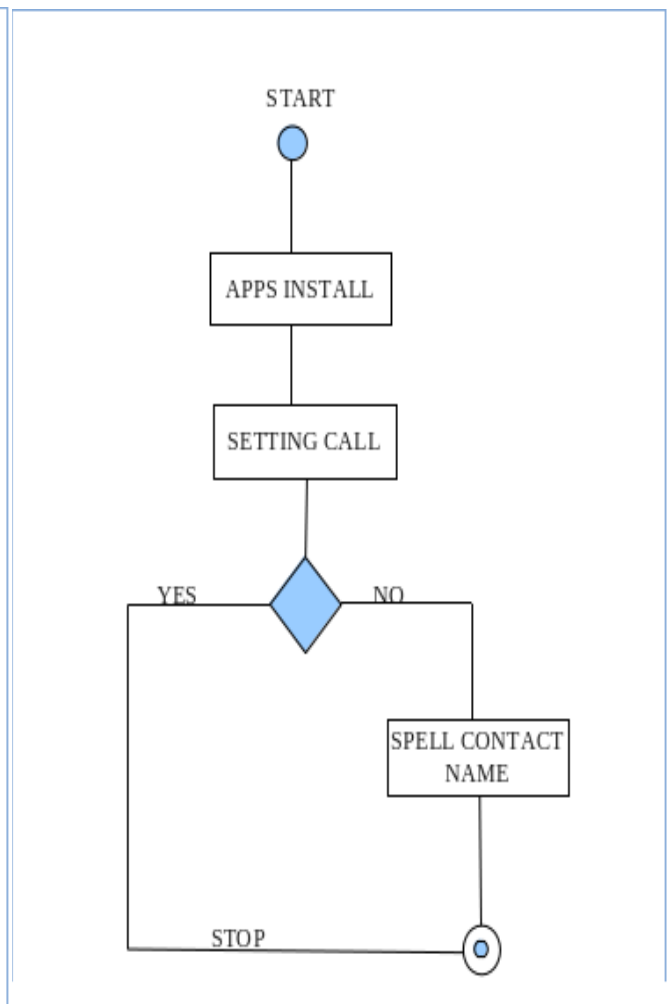 START
APPS INSTALL
SETTING CALL
YES
NO
SPELL CONTACT
NAME
STOP